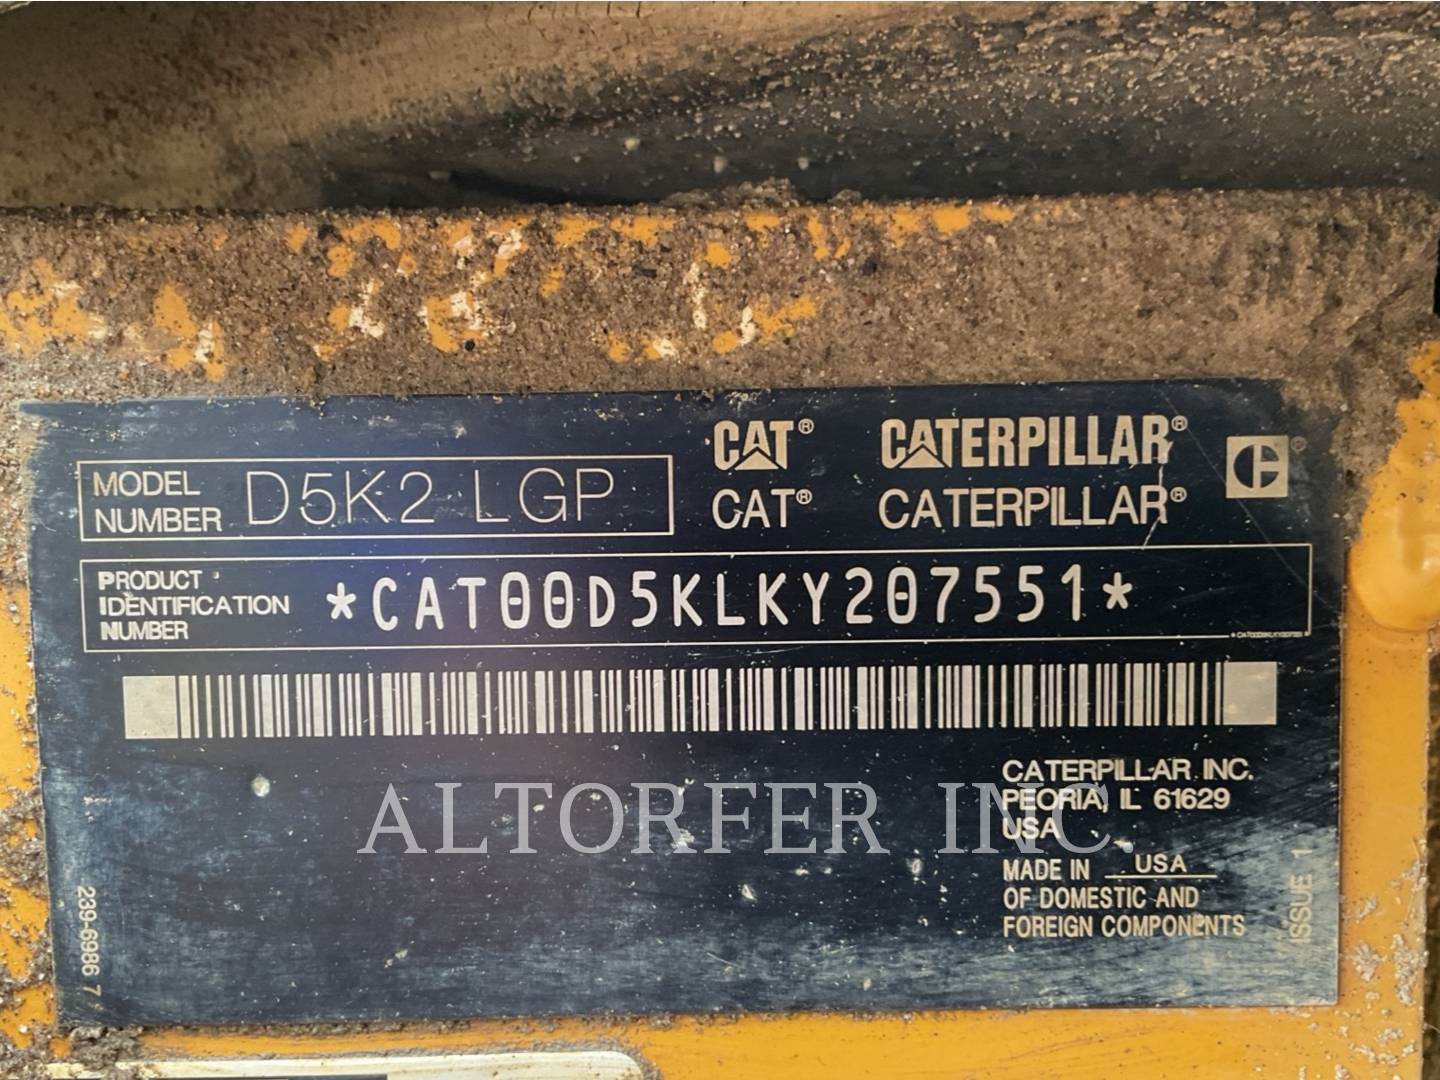 MODEL NUMBER D5K2 LGP
CAT® CATERPILLAR®
CAT® CATERPILLAR®
PRODUCT IDENTIFICATION NUMBER *CAT00D5KLKY207551*
CATERPILLAR INC.
PEORIA, IL 61629
USA
ALTORFER INC.
MADE IN USA
OF DOMESTIC AND
FOREIGN COMPONENTS
239-6986 7
ISSUE 1